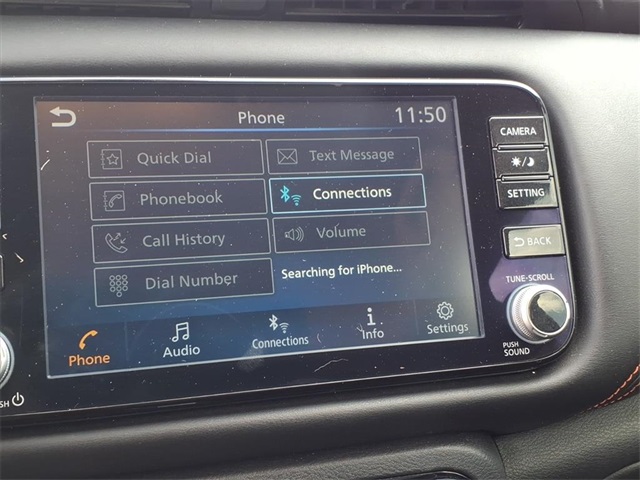 Phone 11:50
Quick Dial Text Message
Phonebook Connections
Call History Volume
Dial Number Searching for iPhone...
Phone Audio Connections Info Settings
CAMERA
SETTING
BACK
TUNE·SCROLL
PUSH
SOUND